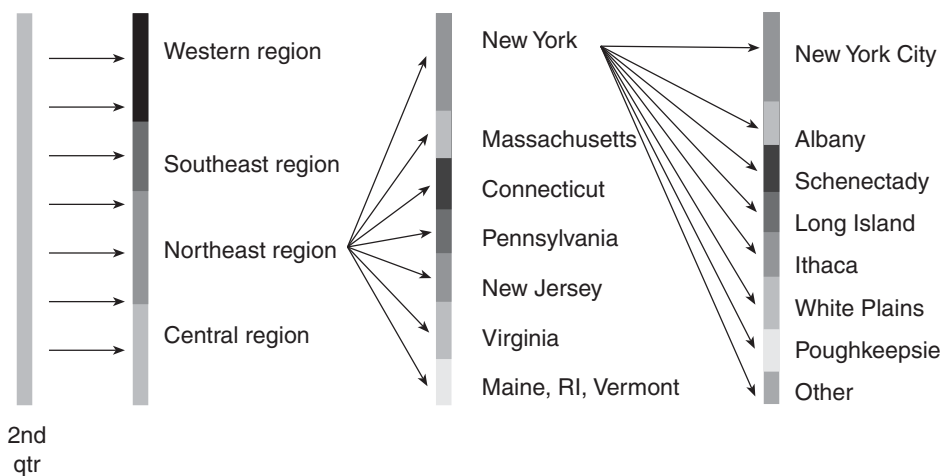 Western region
Southeast region
Northeast region
Central region
2nd
qtr
New York
Massachusetts
Connecticut
Pennsylvania
New Jersey
Virginia
Maine, RI, Vermont
New York City
Albany
Schenectady
Long Island
Ithaca
White Plains
Poughkeepsie
Other